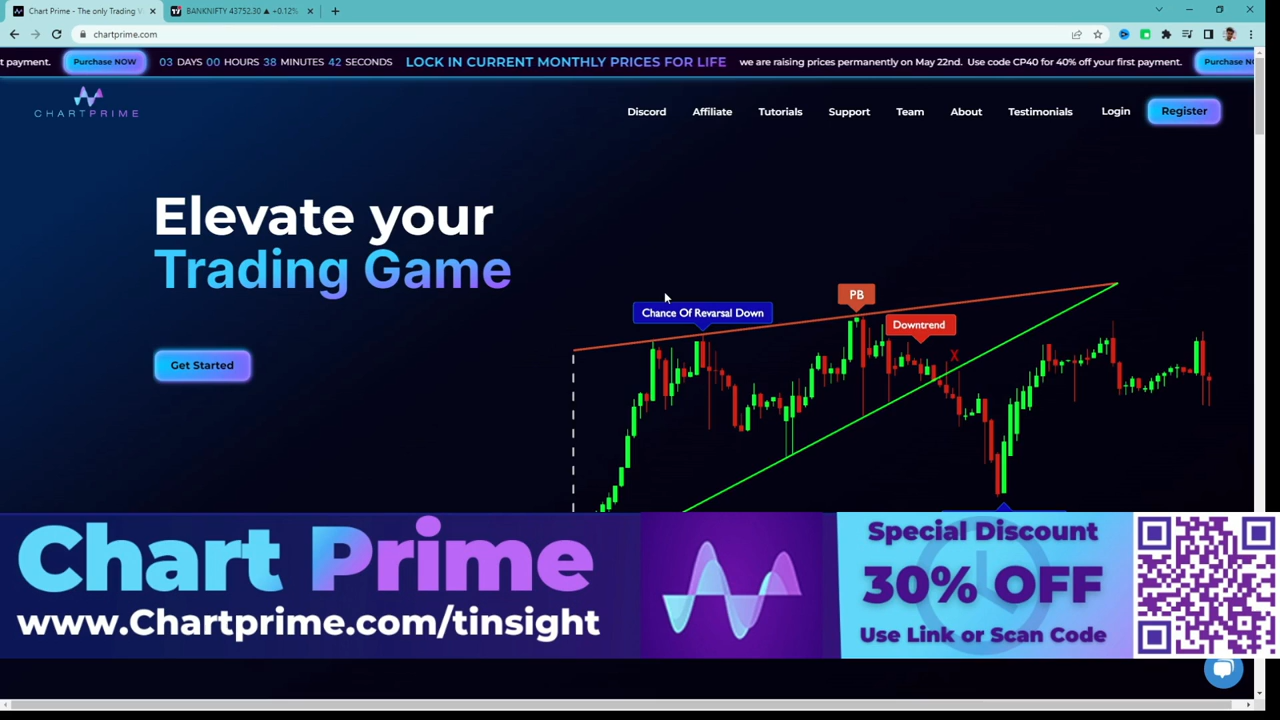 Chart Prime - The only Trading V
BANKNIFTY 43752.30 ▲ +0.12%
chartprime.com
t payment.
Purchase NOW
03 DAYS 00 HOURS 38 MINUTES 42 SECONDS
LOCK IN CURRENT MONTHLY PRICES FOR LIFE
we are raising prices permanently on May 22nd. Use code CP40 for 40% off your first payment.
Purchase NO
CHARTPRIME
Discord
Affiliate
Tutorials
Support
Team
About
Testimonials
Login
Register
Elevate your
Trading Game
Get Started
Chance Of Revarsal Down
PB
Downtrend
X
Chart Prime
www.Chartprime.com/tinsight
Special Discount
30% OFF
Use Link or Scan Code